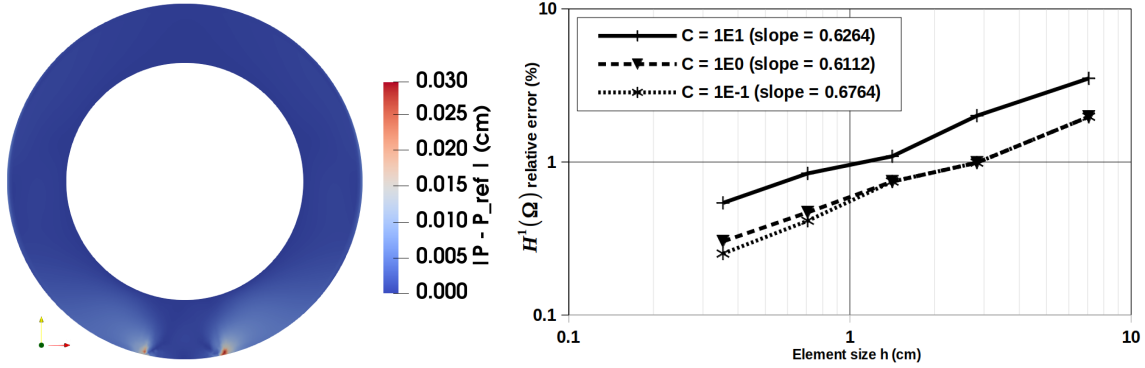 0.030
0.025
0.020
0.015
0.010
0.005
0.000
|P - P_ref | (cm)
H¹(Ω) relative error (%)
10
1
0.1
C = 1E1 (slope = 0.6264)
C = 1E0 (slope = 0.6112)
C = 1E-1 (slope = 0.6764)
0.1
1
10
Element size h (cm)